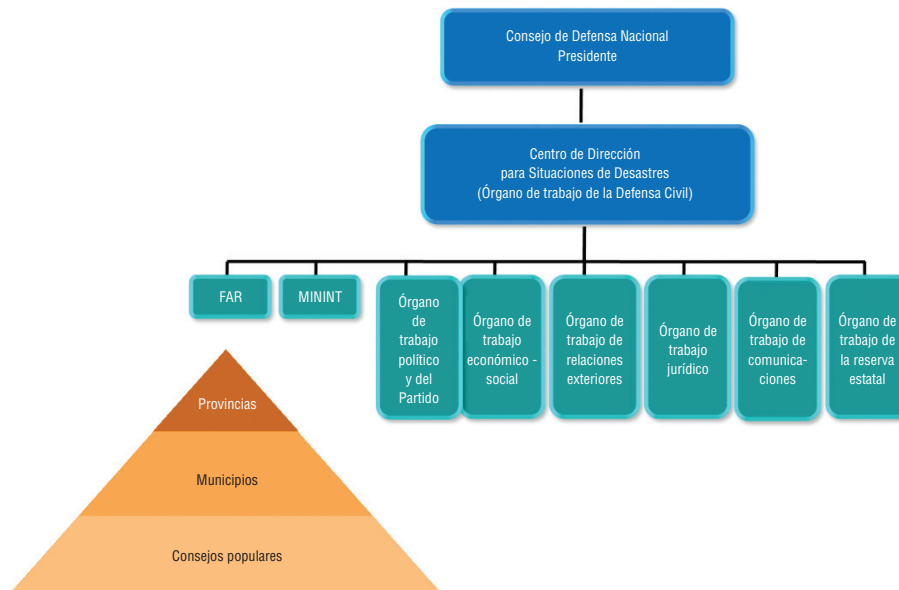 Consejo de Defensa Nacional
Presidente
Centro de Dirección
para Situaciones de Desastres
(Órgano de trabajo de la Defensa Civil)
FAR
MININT
Órgano
de
trabajo
político
y del
Partido
Órgano de
trabajo
económico -
social
Órgano de
trabajo de
relaciones
exteriores
Órgano de
trabajo
jurídico
Órgano de
trabajo de
comunica-
ciones
Órgano de
trabajo de
la reserva
estatal
Provincias
Municipios
Consejos populares